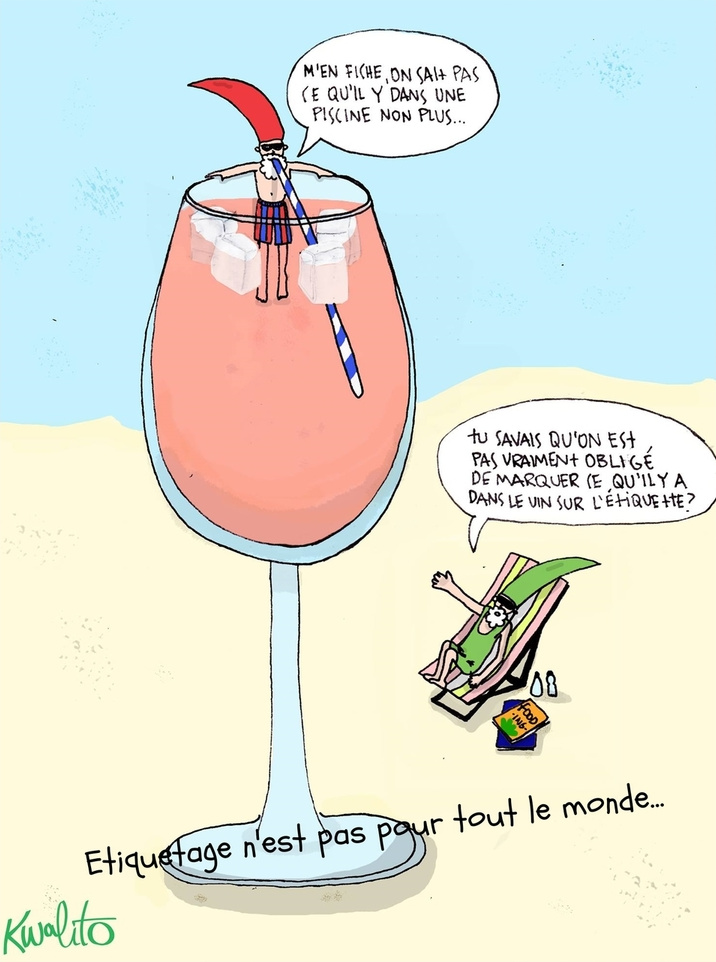 M'EN FICHE, ON SAIT PAS
CE QU'IL Y DANS UNE
PISCINE NON PLUS...
TU SAVAIS QU'ON EST
PAS VRAIMENT OBLIGÉ
DE MARQUER CE QU'IL Y A
DANS LE VIN SUR L'ÉTIQUETTE?
FOOD
ING-
Etiquetage n'est pas pour tout le monde...
Kwalito